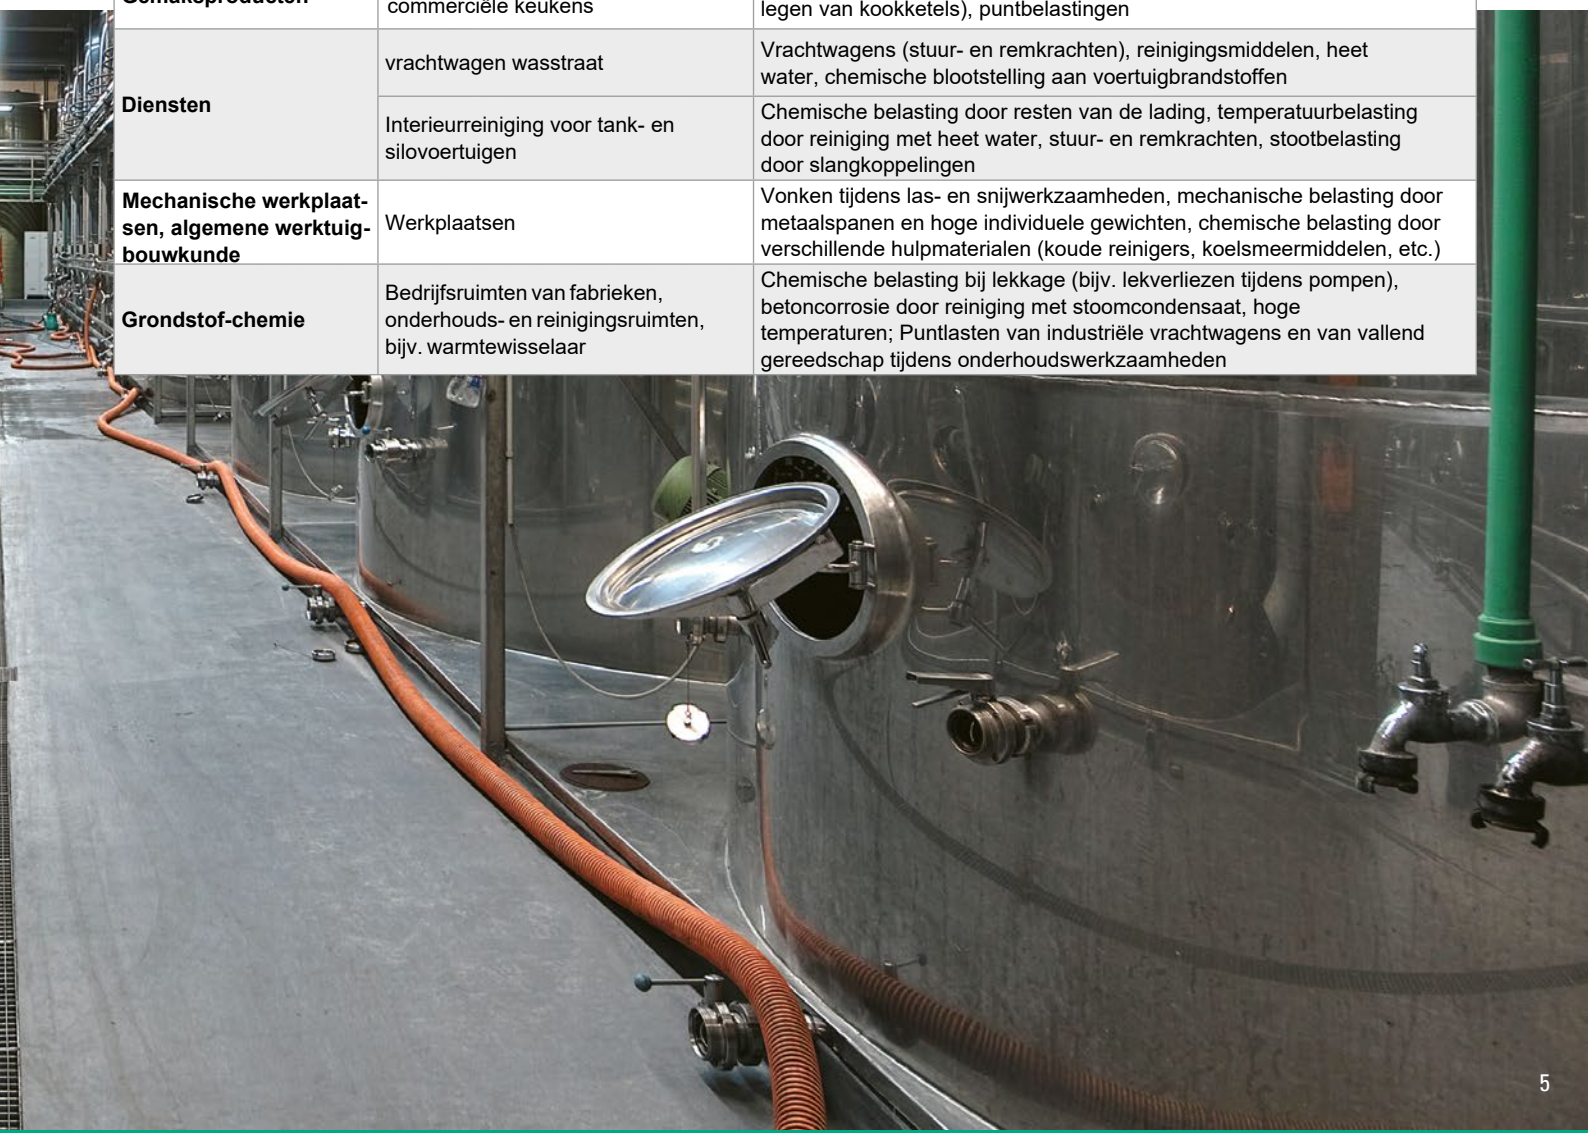 Gemaksproducten
commerciële keukens
legen van kookketels), puntbelastingen
Diensten
vrachtwagen wasstraat
Vrachtwagens (stuur- en remkrachten), reinigingsmiddelen, heet
water, chemische blootstelling aan voertuigbrandstoffen
Interieurreiniging voor tank- en
silovoertuigen
Chemische belasting door resten van de lading, temperatuurbelasting
door reiniging met heet water, stuur- en remkrachten, stootbelasting
door slangkoppelingen
Mechanische werkplaat-
sen, algemene werktuig-
bouwkunde
Werkplaatsen
Vonken tijdens las- en snijwerkzaamheden, mechanische belasting door
metaalspanen en hoge individuele gewichten, chemische belasting door
verschillende hulpmaterialen (koude reinigers, koelsmeermiddelen, etc.)
Grondstof-chemie
Bedrijfsruimten van fabrieken,
onderhouds- en reinigingsruimten,
bijv. warmtewisselaar
Chemische belasting bij lekkage (bijv. lekverliezen tijdens pompen),
betoncorrosie door reiniging met stoomcondensaat, hoge
temperaturen; Puntlasten van industriële vrachtwagens en van vallend
gereedschap tijdens onderhoudswerkzaamheden
5